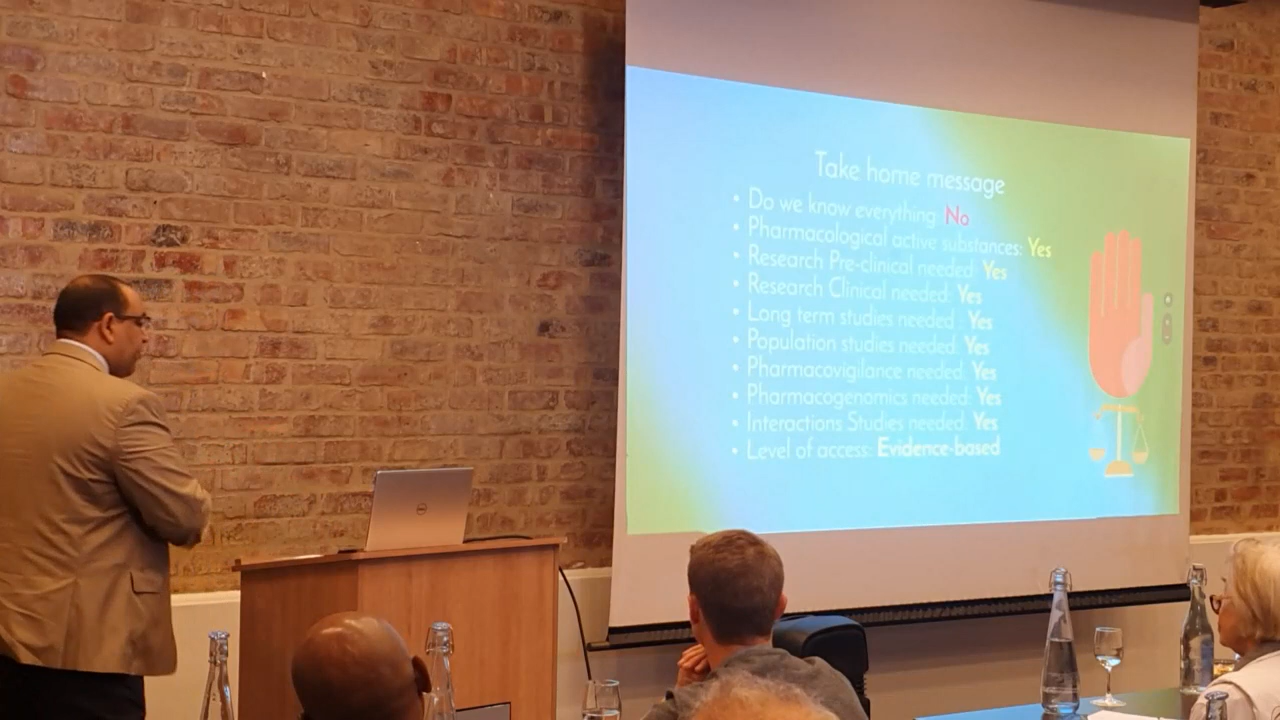 Take home message
• Do we know everything: No
• Pharmacological active substances: Yes
• Research Pre-clinical needed: Yes
• Research Clinical needed: Yes
• Long term studies needed : Yes
• Population studies needed: Yes
• Pharmacovigilance needed: Yes
• Pharmacogenomics needed: Yes
• Interactions Studies needed: Yes
• Level of access: Evidence-based
DELL